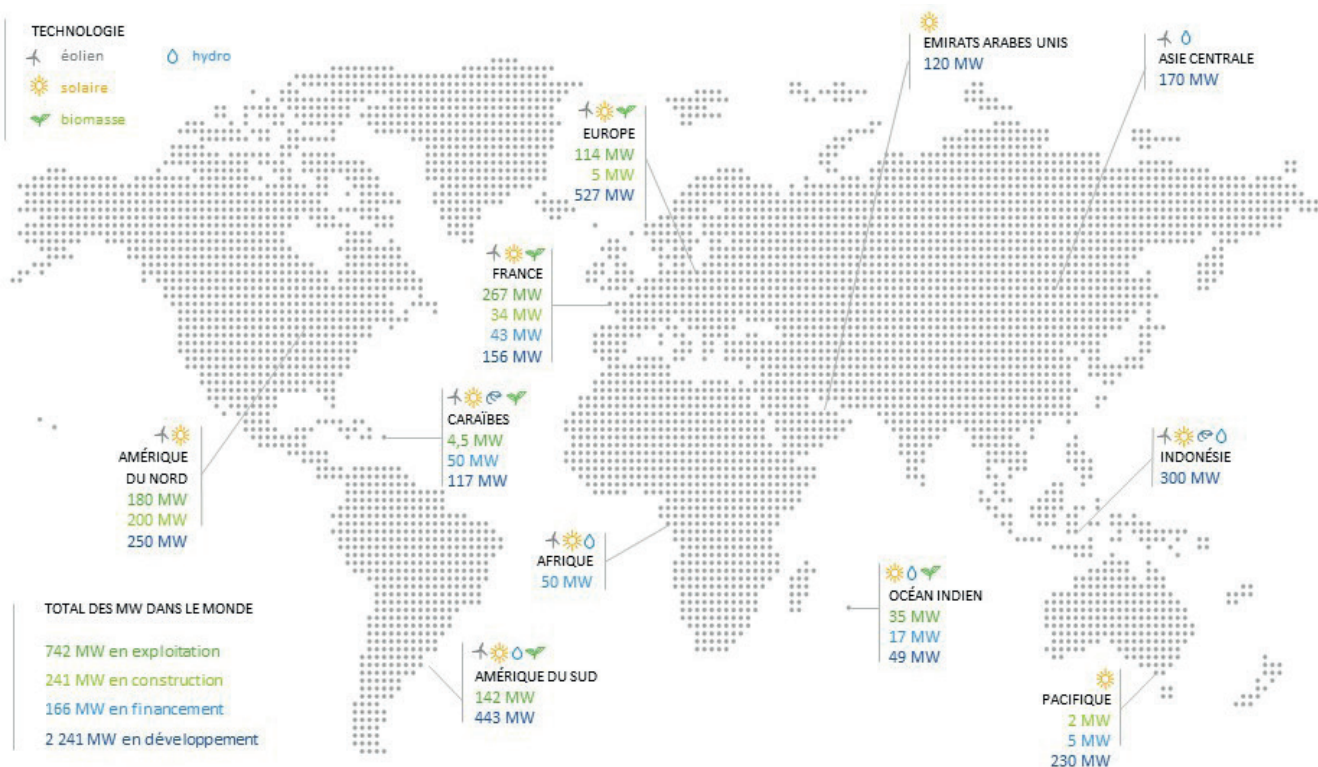 TECHNOLOGIE
éolien
hydro
solaire
biomasse
EMIRATS ARABES UNIS
120 MW
ASIE CENTRALE
170 MW
EUROPE
114 MW
5 MW
527 MW
FRANCE
267 MW
34 MW
43 MW
156 MW
CARAÏBES
4,5 MW
50 MW
117 MW
AMÉRIQUE
DU NORD
180 MW
200 MW
250 MW
INDONÉSIE
300 MW
AFRIQUE
50 MW
OCÉAN INDIEN
35 MW
17 MW
49 MW
TOTAL DES MW DANS LE MONDE
742 MW en exploitation
241 MW en construction
166 MW en financement
2 241 MW en développement
AMÉRIQUE DU SUD
142 MW
443 MW
PACIFIQUE
2 MW
5 MW
230 MW